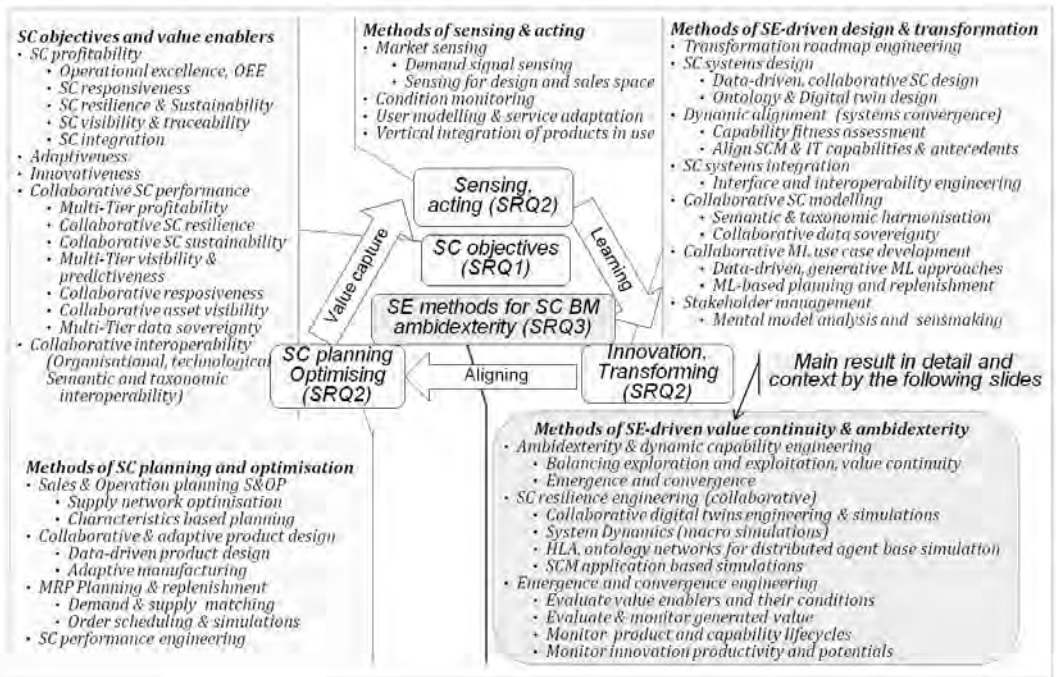 SC objectives and value enablers
• SC profitability
• Operational excellence, OEE
• SC responsiveness
• SC resilience & Sustainability
• SC visibility & traceability
• SC integration
• Adaptiveness
• Innovativeness
• Collaborative SC performance
• Multi-Tier profitability
• Collaborative SC resilience
• Collaborative SC sustainability
• Multi-Tier visibility &
predictiveness
• Collaborative resposiveness
• Collaborative asset visibility
• Multi-Tier data sovereignty
• Collaborative interoperability
(Organisational, technological
Semantic and taxonomic
interoperability)
Methods of sensing & acting
• Market sensing
• Demand signal sensing
• Sensing for design and sales space
• Condition monitoring
• User modelling & service adaptation
• Vertical integration of products in use
Methods of SE-driven design & transformation
• Transformation roadmap engineering
• SC systems design
• Data-driven, collaborative SC design
• Ontology & Digital twin design
• Dynamic alignment (systems convergence)
• Capability fitness assessment
• Align SCM & IT capabilities & antecedents
• SC systems integration
• Interface and interoperability engineering
• Collaborative SC modelling
• Semantic & taxonomic harmonisation
• Collaborative data sovereignty
• Collaborative ML use case development
• Data-driven, generative ML approaches
• ML-based planning and replenishment
• Stakeholder management
• Mental model analysis and sensmaking
Sensing,
acting (SRQ2)
Value capture
Learning
SC objectives
(SRQ1)
SE methods for SC BM
ambidexterity (SRQ3)
SC planning
Optimising
(SRQ2)
Aligning
Innovation,
Transforming
(SRQ2)
Main result in detail and
context by the following slides
Methods of SC planning and optimisation
• Sales & Operation planning S&OP
• Supply network optimisation
• Characteristics based planning
• Collaborative & adaptive product design
• Data-driven product design
• Adaptive manufacturing
• MRP Planning & replenishment
• Demand & supply matching
• Order scheduling & simulations
• SC performance engineering
Methods of SE-driven value continuity & ambidexterity
• Ambidexterity & dynamic capability engineering
• Balancing exploration and exploitation, value continuity
• Emergence and convergence
• SC resilience engineering (collaborative)
• Collaborative digital twins engineering & simulations
• System Dynamics (macro simulations)
• HLA, ontology networks for distributed agent base simulation
• SCM application based simulations
• Emergence and convergence engineering
• Evaluate value enablers and their conditions
• Evaluate & monitor generated value
• Monitor product and capability lifecycles
• Monitor innovation productivity and potentials